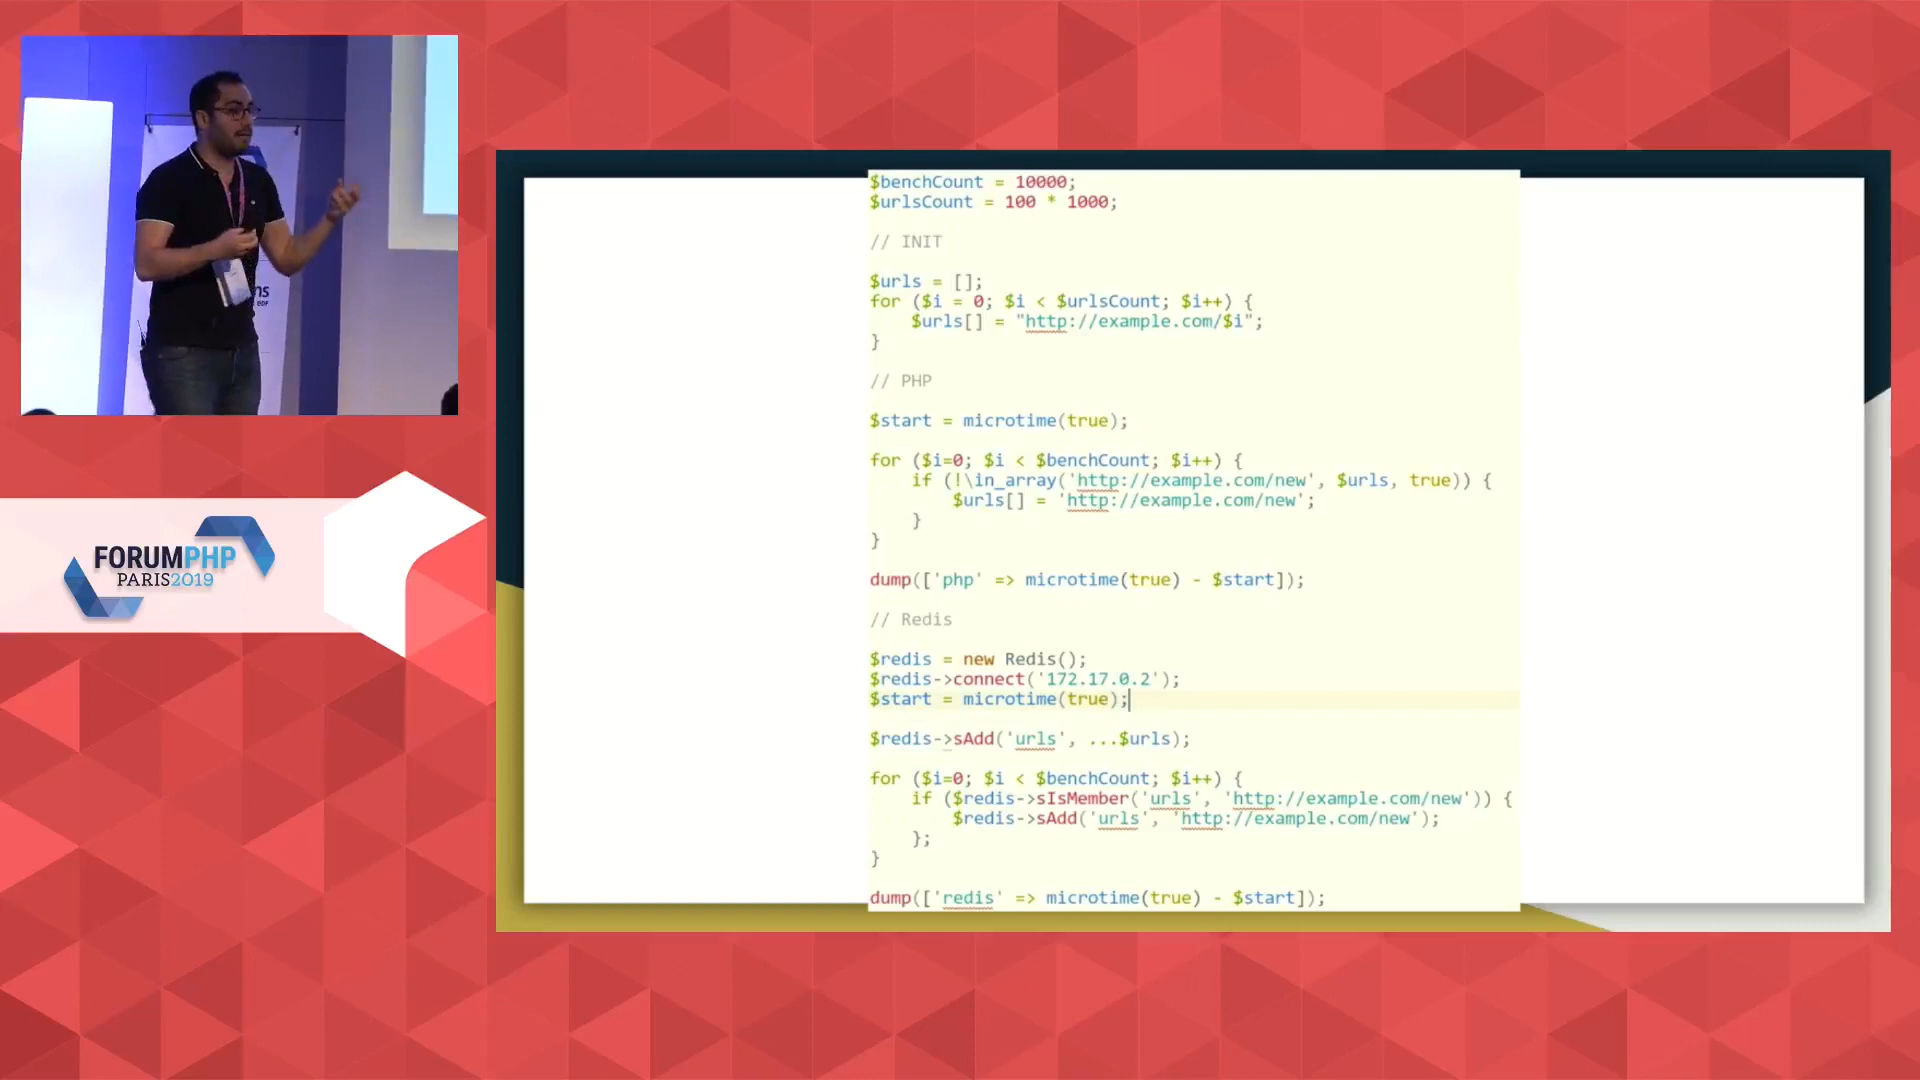 $benchCount = 10000;
$urlsCount = 100 * 1000;
// INIT
$urls = [];
for ($i = 0; $i < $urlsCount; $i++) {
$urls[] = "http://example.com/$i";
}
// PHP
$start = microtime(true);
for ($i=0; $i < $benchCount; $i++) {
if (!\in_array('http://example.com/new', $urls, true)) {
$urls[] = 'http://example.com/new';
}
}
dump(['php' => microtime(true) - $start]);
// Redis
$redis = new Redis();
$redis->connect('172.17.0.2');
$start = microtime(true);
$redis->sAdd('urls', ...$urls);
for ($i=0; $i < $benchCount; $i++) {
if ($redis->sIsMember('urls', 'http://example.com/new')) {
$redis->sAdd('urls', 'http://example.com/new');
};
}
dump(['redis' => microtime(true) - $start]);
FORUMPHP
PARIS2019